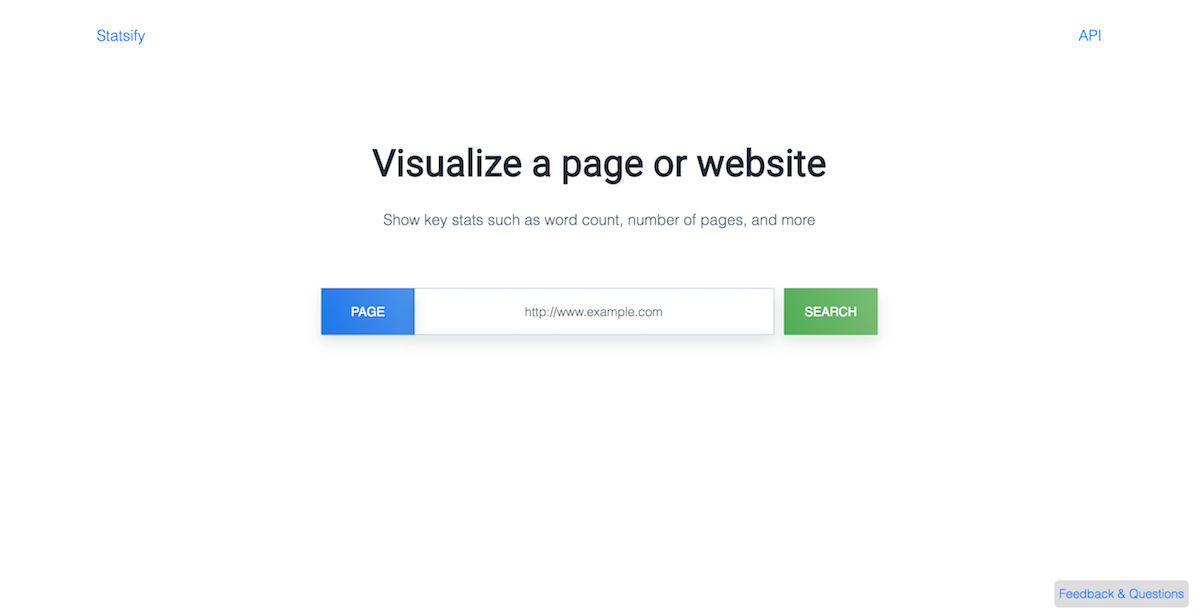 Statsify
API
Visualize a page or website
Show key stats such as word count, number of pages, and more
PAGE
http://www.example.com
SEARCH
Feedback & Questions